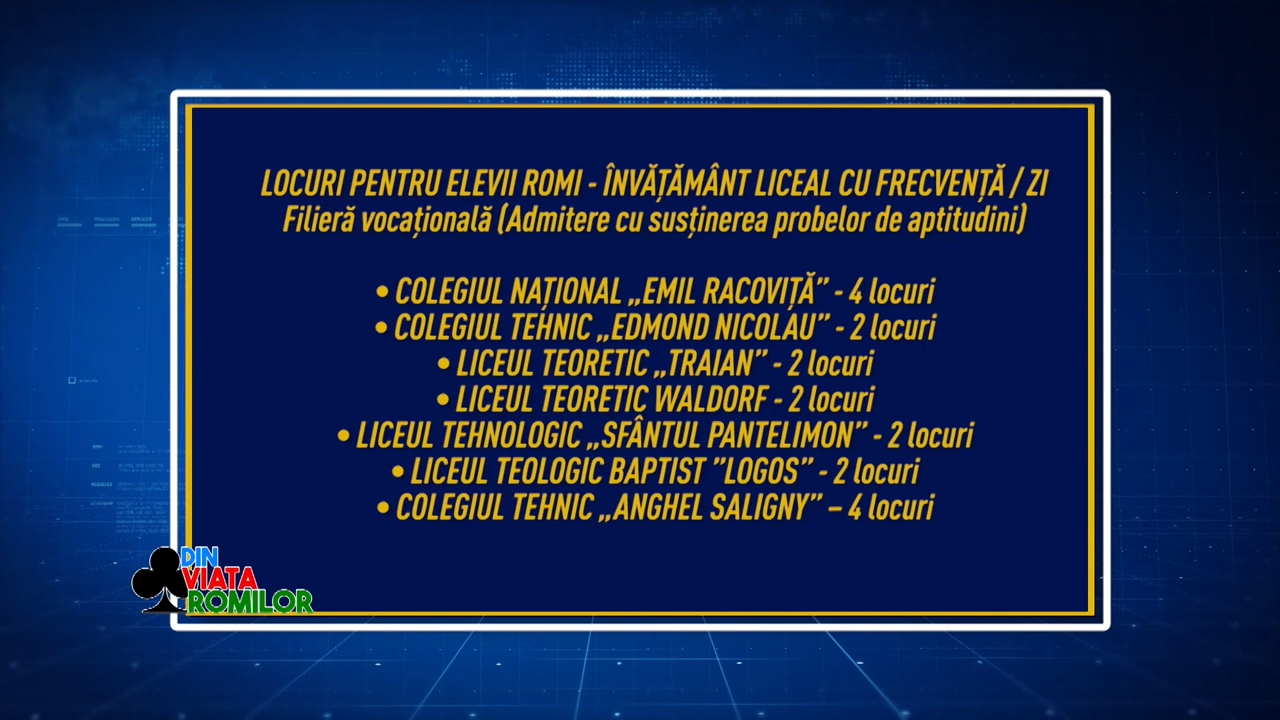 LOCURI PENTRU ELEVII ROMI - ÎNVĂȚĂMÂNT LICEAL CU FRECVENȚĂ / ZI
Filieră vocațională (Admitere cu susținerea probelor de aptitudini)
• COLEGIUL NAȚIONAL „EMIL RACOVIȚĂ” - 4 locuri
• COLEGIUL TEHNIC „EDMOND NICOLAU” - 2 locuri
• LICEUL TEORETIC „TRAIAN” - 2 locuri
• LICEUL TEORETIC WALDORF - 2 locuri
• LICEUL TEHNOLOGIC „SFÂNTUL PANTELIMON” - 2 locuri
• LICEUL TEOLOGIC BAPTIST ”LOGOS” - 2 locuri
• COLEGIUL TEHNIC „ANGHEL SALIGNY” – 4 locuri
DIN
VIATA
ROMILOR